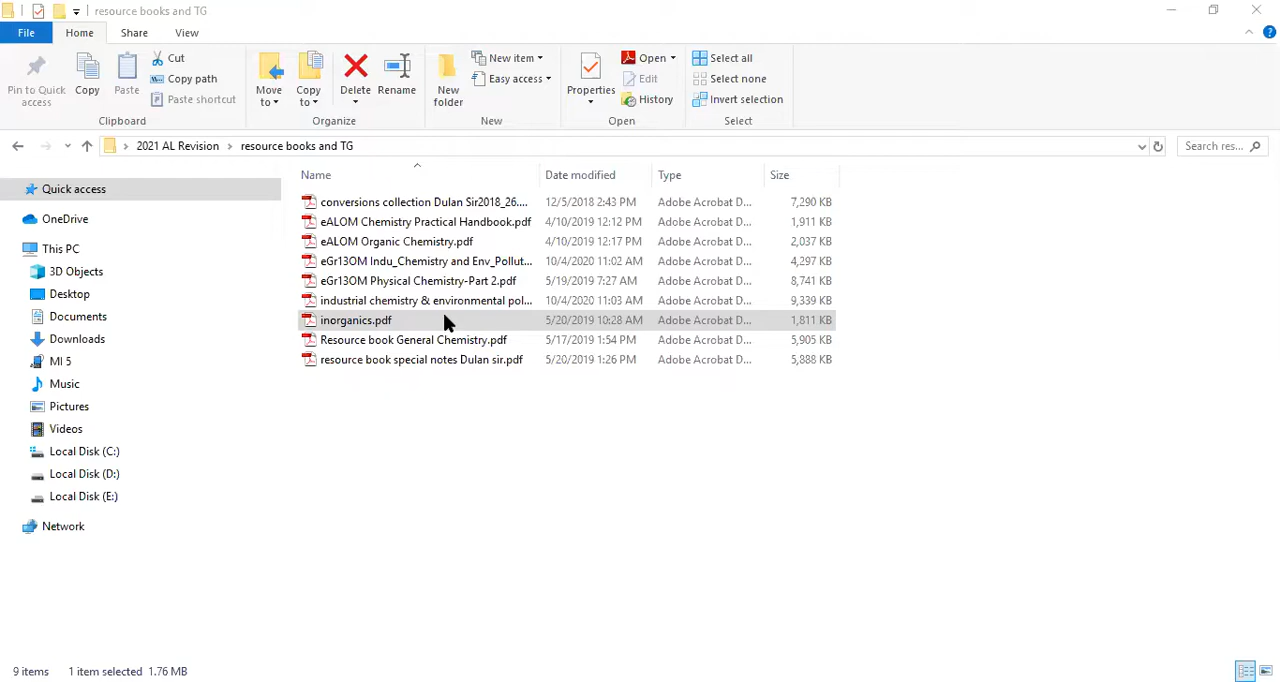 resource books and TG
File Home Share View
Pin to Quick access
Copy
Paste
Cut
Copy path
Paste shortcut
Clipboard
Move to
Copy to
Delete
Rename
Organize
New folder
New item
Easy access
New
Properties
Open
Edit
History
Open
Select all
Select none
Invert selection
Select
2021 AL Revision resource books and TG
Search res...
Quick access
OneDrive
This PC
3D Objects
Desktop
Documents
Downloads
MI 5
Music
Pictures
Videos
Local Disk (C:)
Local Disk (D:)
Local Disk (E:)
Network
Name Date modified Type Size
conversions collection Dulan Sir2018_26.... 12/5/2018 2:43 PM Adobe Acrobat D... 7,290 KB
eALOM Chemistry Practical Handbook.pdf 4/10/2019 12:12 PM Adobe Acrobat D... 1,911 KB
eALOM Organic Chemistry.pdf 4/10/2019 12:17 PM Adobe Acrobat D... 2,037 KB
eGr13OM Indu_Chemistry and Env_Pollut... 10/4/2020 11:02 AM Adobe Acrobat D... 4,297 KB
eGr13OM Physical Chemistry-Part 2.pdf 5/19/2019 7:27 AM Adobe Acrobat D... 8,741 KB
industrial chemistry & environmental pol... 10/4/2020 11:03 AM Adobe Acrobat D... 9,339 KB
inorganics.pdf 5/20/2019 10:28 AM Adobe Acrobat D... 1,811 KB
Resource book General Chemistry.pdf 5/17/2019 1:54 PM Adobe Acrobat D... 5,905 KB
resource book special notes Dulan sir.pdf 5/20/2019 1:26 PM Adobe Acrobat D... 5,888 KB
9 items 1 item selected 1.76 MB